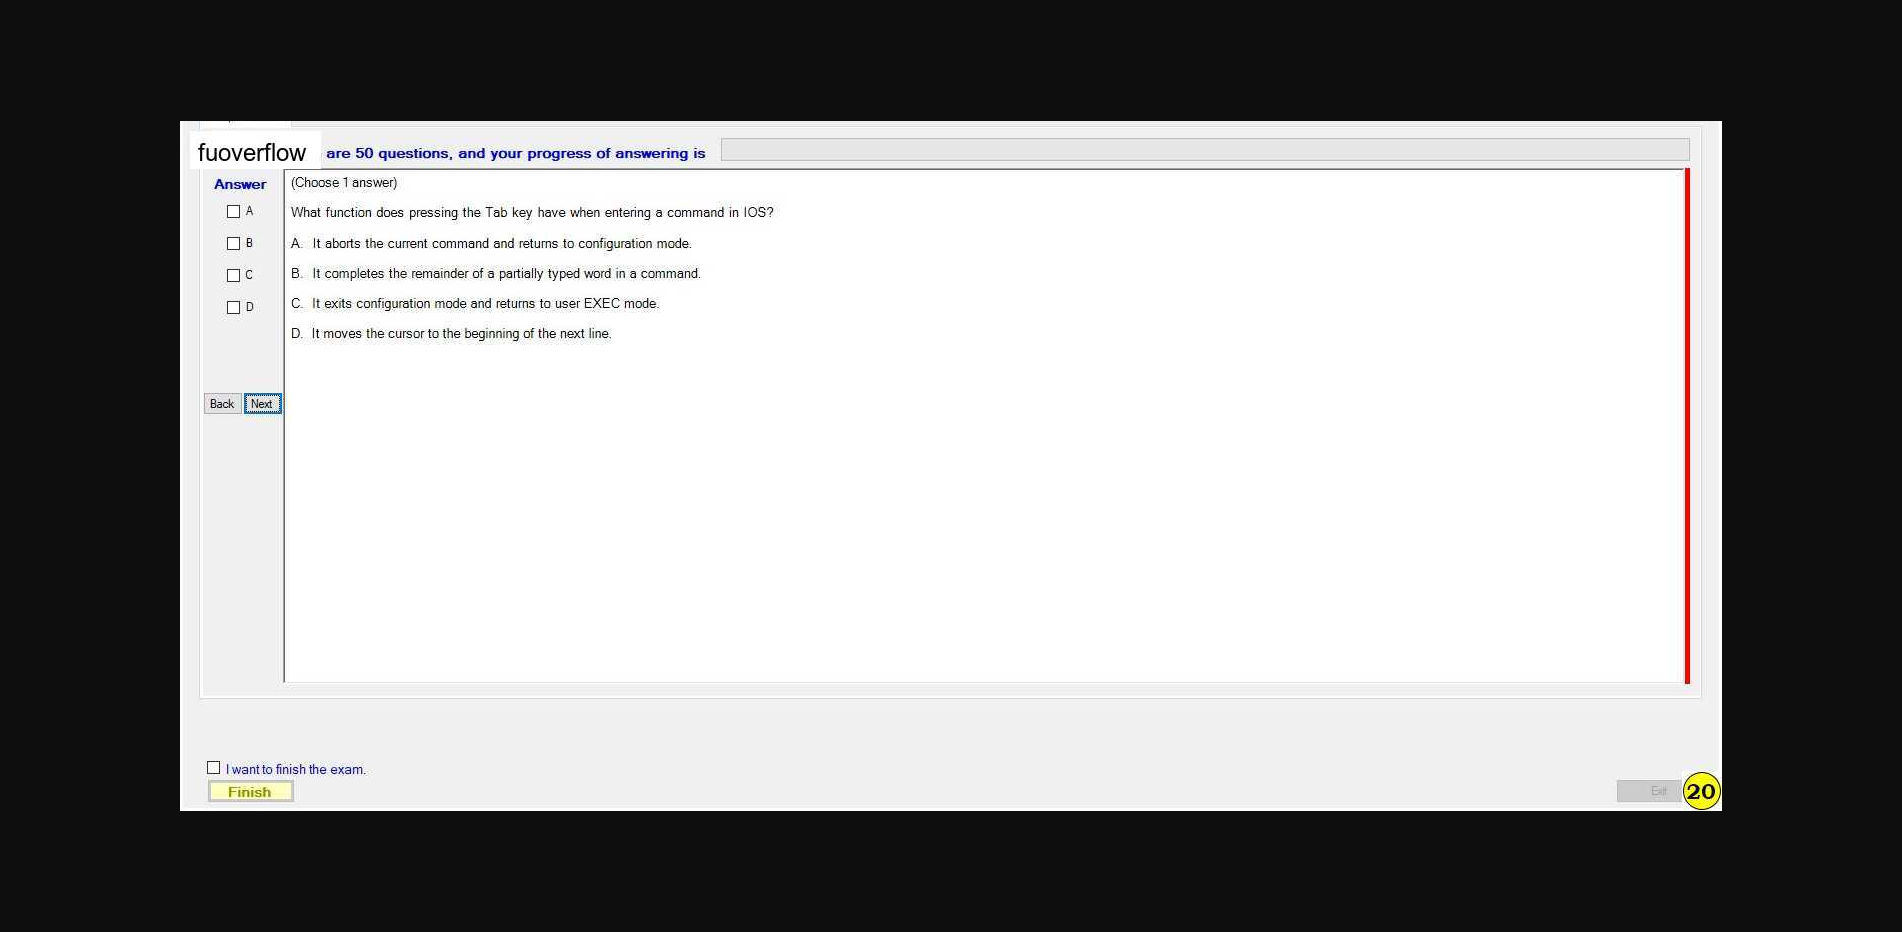 fuoverflow are 50 questions, and your progress of answering is
Answer
(Choose 1 answer)
A
What function does pressing the Tab key have when entering a command in IOS?
B
A. It aborts the current command and returns to configuration mode.
C
B. It completes the remainder of a partially typed word in a command.
D
C. It exits configuration mode and returns to user EXEC mode.
D. It moves the cursor to the beginning of the next line.
Back Next
I want to finish the exam.
Finish
Exit
20